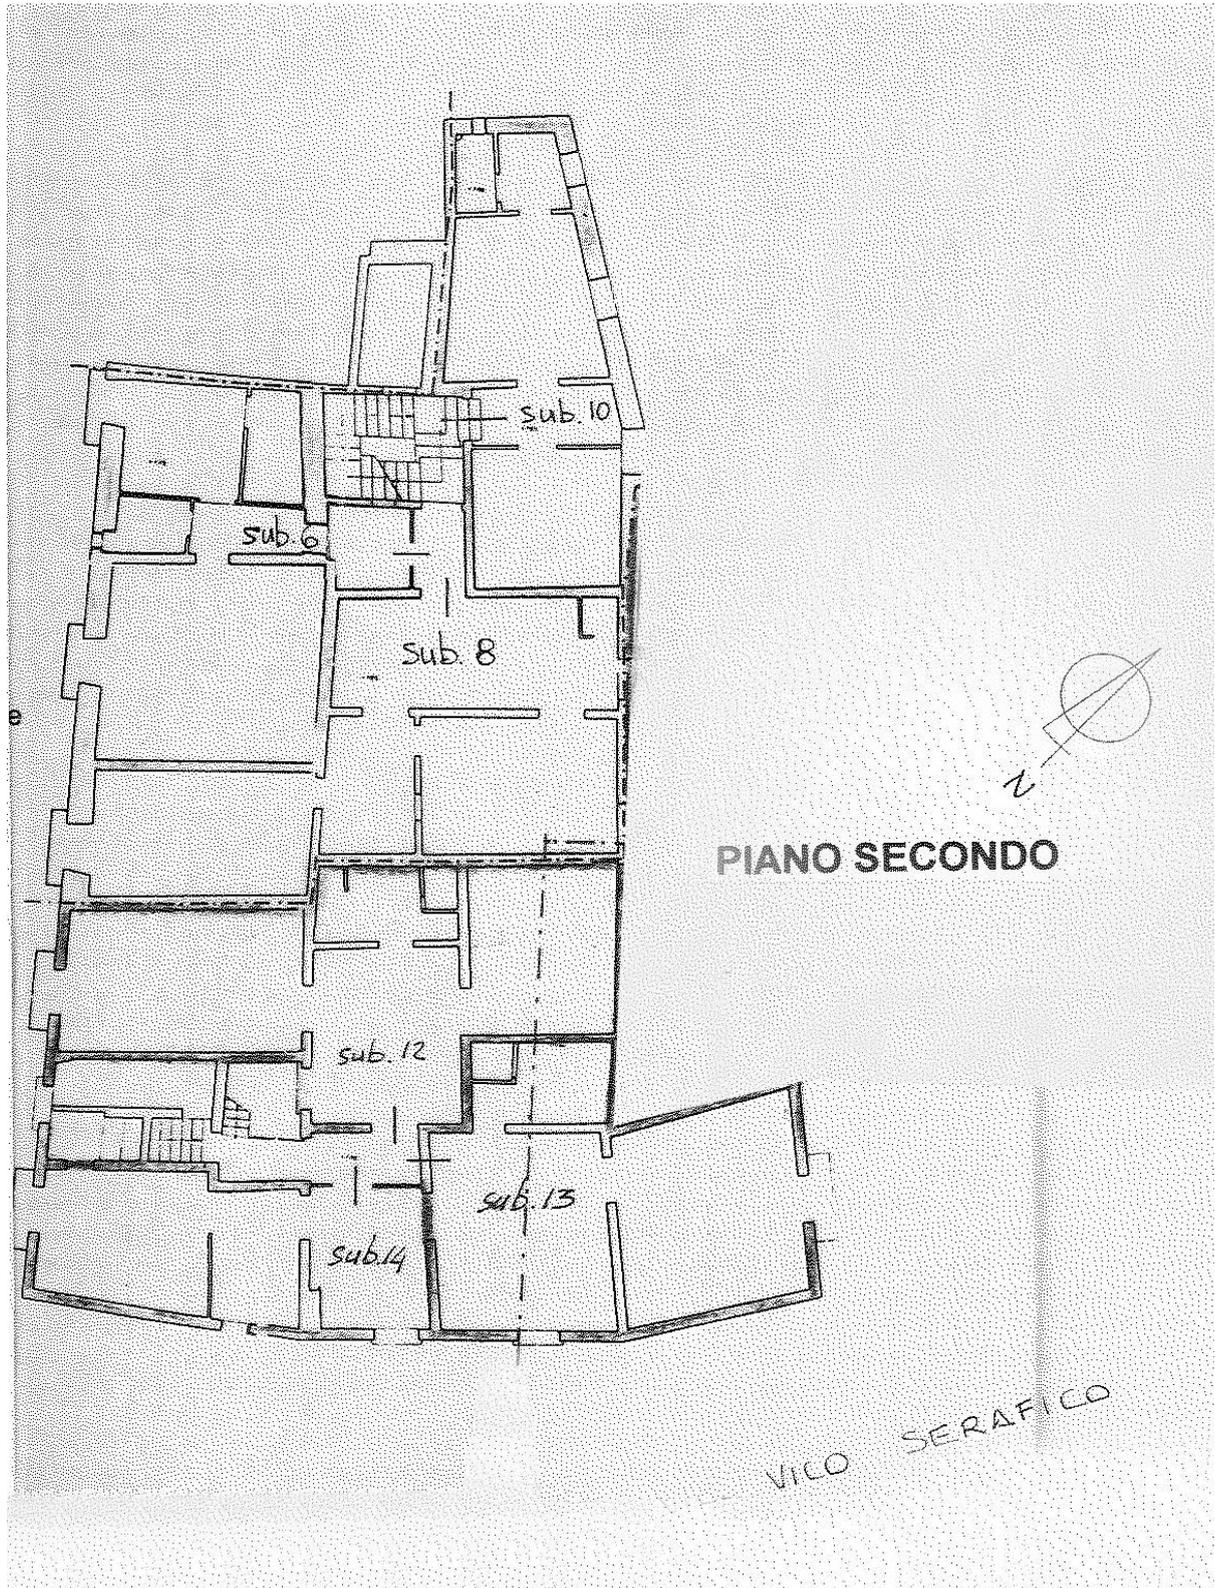 sub. 10
sub. 6
sub. 8
e
N
PIANO SECONDO
sub. 12
sub. 13
sub. 14
VICO SERAFICO